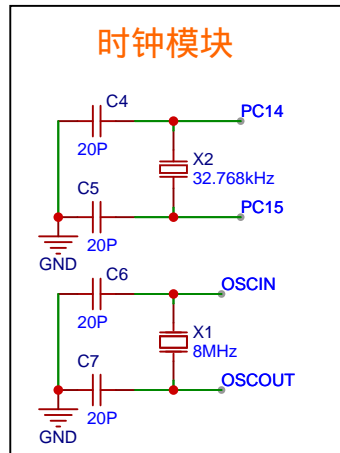 时钟模块
C4
PC14
20P
X2
32.768kHz
C5
PC15
20P
GND
C6
OSCIN
20P
X1
8MHz
C7
OSCOUT
20P
GND